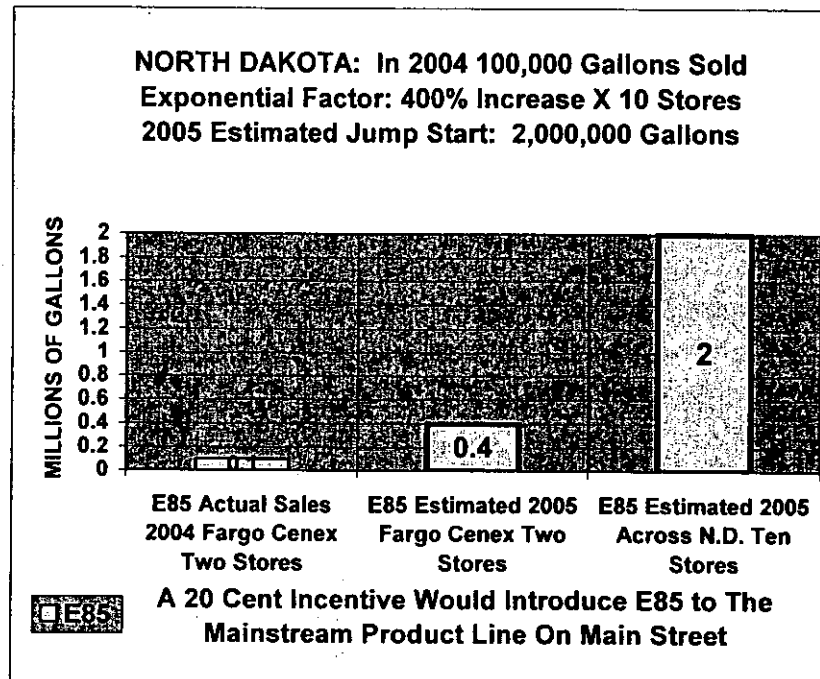 NORTH DAKOTA: In 2004 100,000 Gallons Sold
Exponential Factor: 400% Increase X 10 Stores
2005 Estimated Jump Start: 2,000,000 Gallons
MILLIONS OF GALLONS
2
1.8
1.6
1.4
1.2
1
0.8
0.6
0.4
0.2
0
0.1
0.4
2
E85 Actual Sales
2004 Fargo Cenex
Two Stores
E85 Estimated 2005
Fargo Cenex Two
Stores
E85 Estimated 2005
Across N.D. Ten
Stores
E85
A 20 Cent Incentive Would Introduce E85 to The
Mainstream Product Line On Main Street